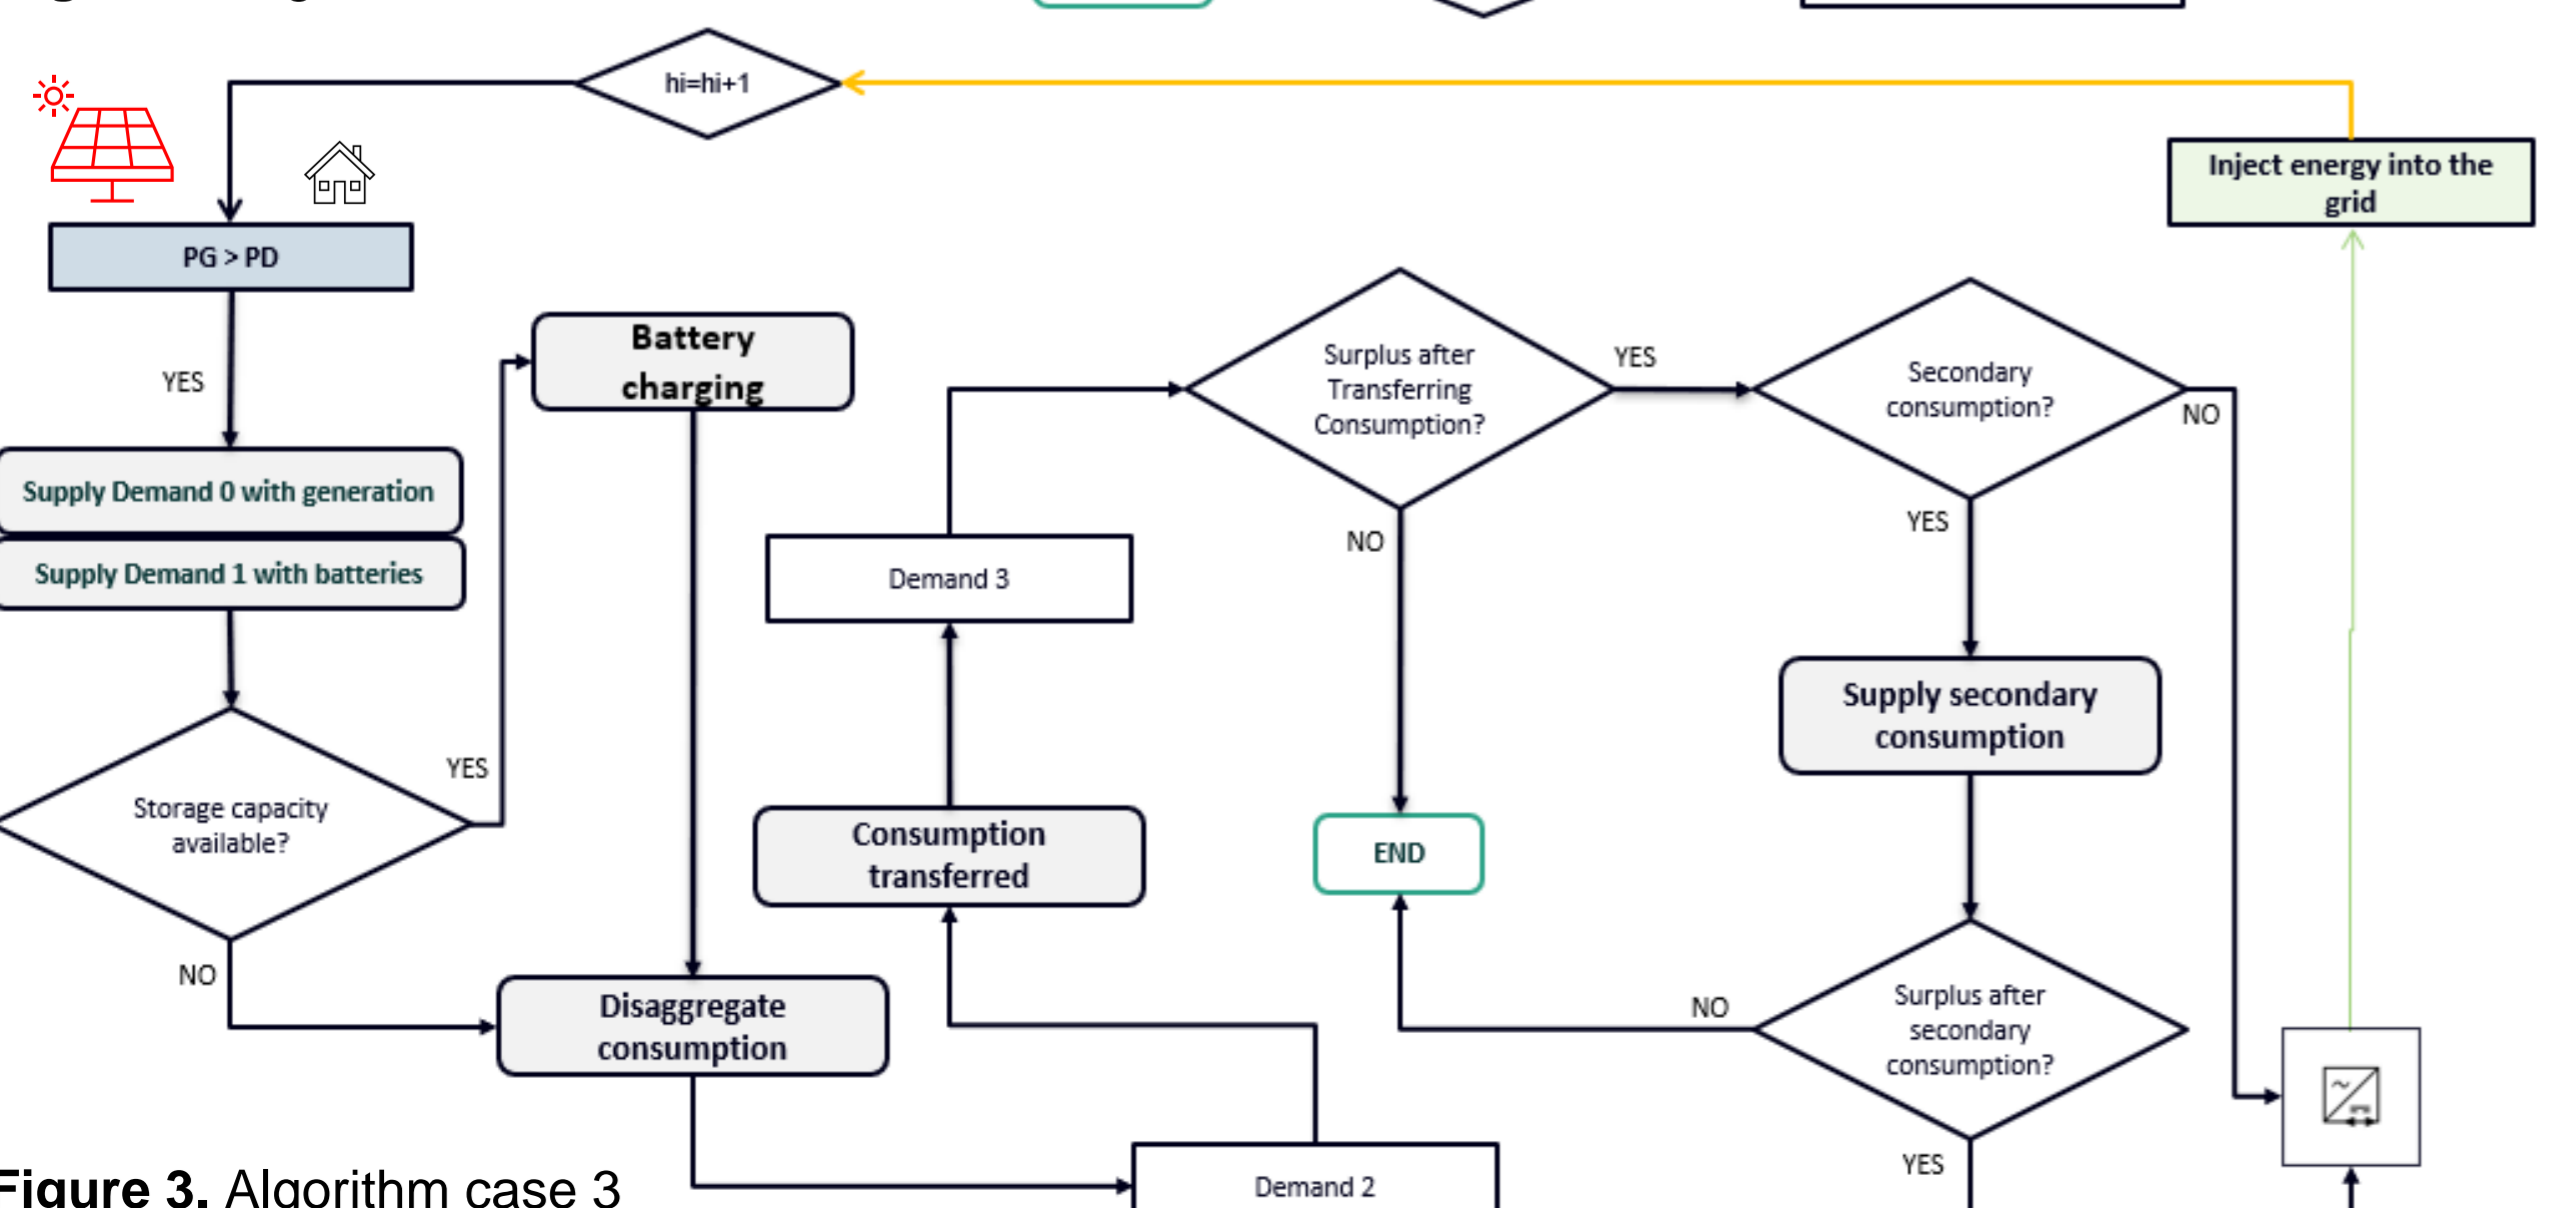 hi=hi+1
Inject energy into the
grid
PG > PD
Battery
charging
YES
Surplus after
Transferring
Consumption?
YES
Secondary
consumption?
NO
Supply Demand 0 with generation
Supply Demand 1 with batteries
YES
NO
Demand 3
Supply secondary
consumption
YES
Storage capacity
available?
Consumption
transferred
END
NO
Disaggregate
consumption
NO
Surplus after
secondary
consumption?
YES
Demand 2
Figure 3. Algorithm case 3